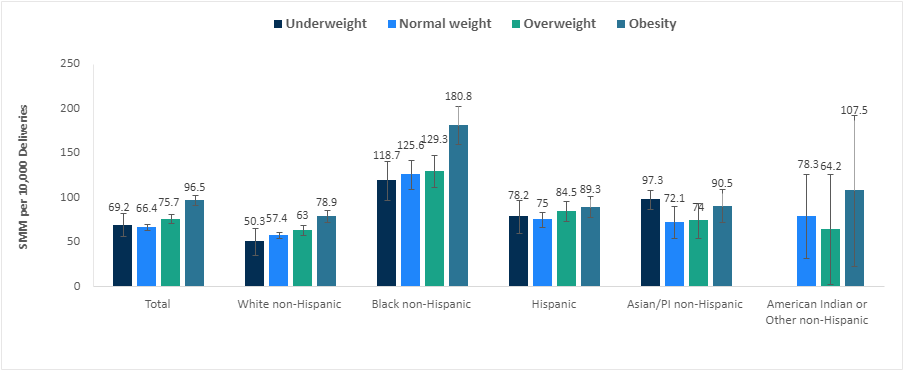 Underweight Normal weight Overweight Obesity
SMM per 10,000 Deliveries
250
200
150
100
50
0
69.2 66.4 75.7 96.5
50.3 57.4 63 78.9
118.7 125.6 129.3 180.8
78.2 75 84.5 89.3
97.3 72.1 74 90.5
78.3 64.2 107.5
Total White non-Hispanic Black non-Hispanic Hispanic Asian/PI non-Hispanic American Indian or
Other non-Hispanic